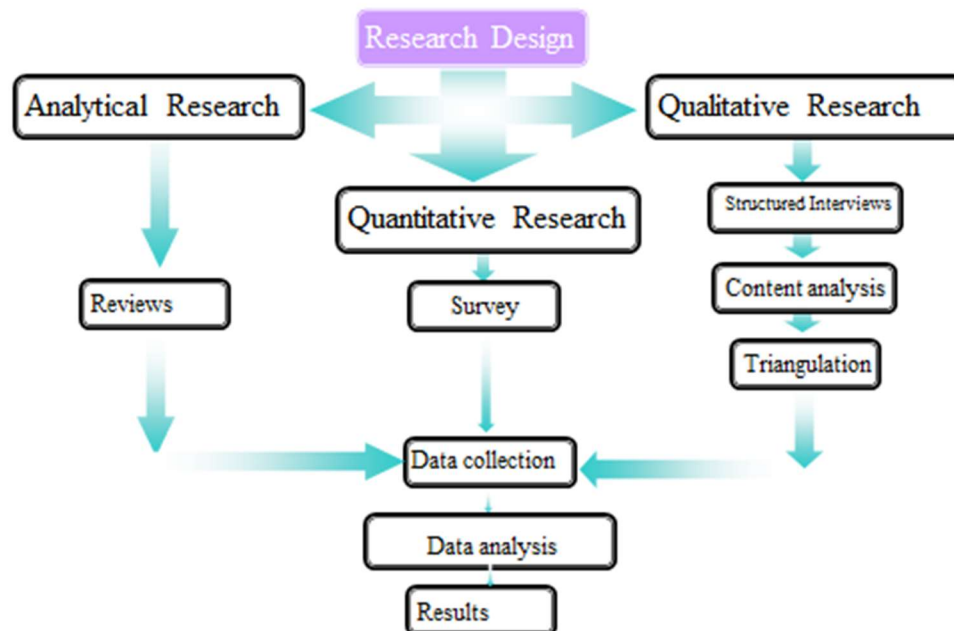 Research Design
Analytical Research
Qualitative Research
Quantitative Research
Structured Interviews
Reviews
Survey
Content analysis
Triangulation
Data collection
Data analysis
Results